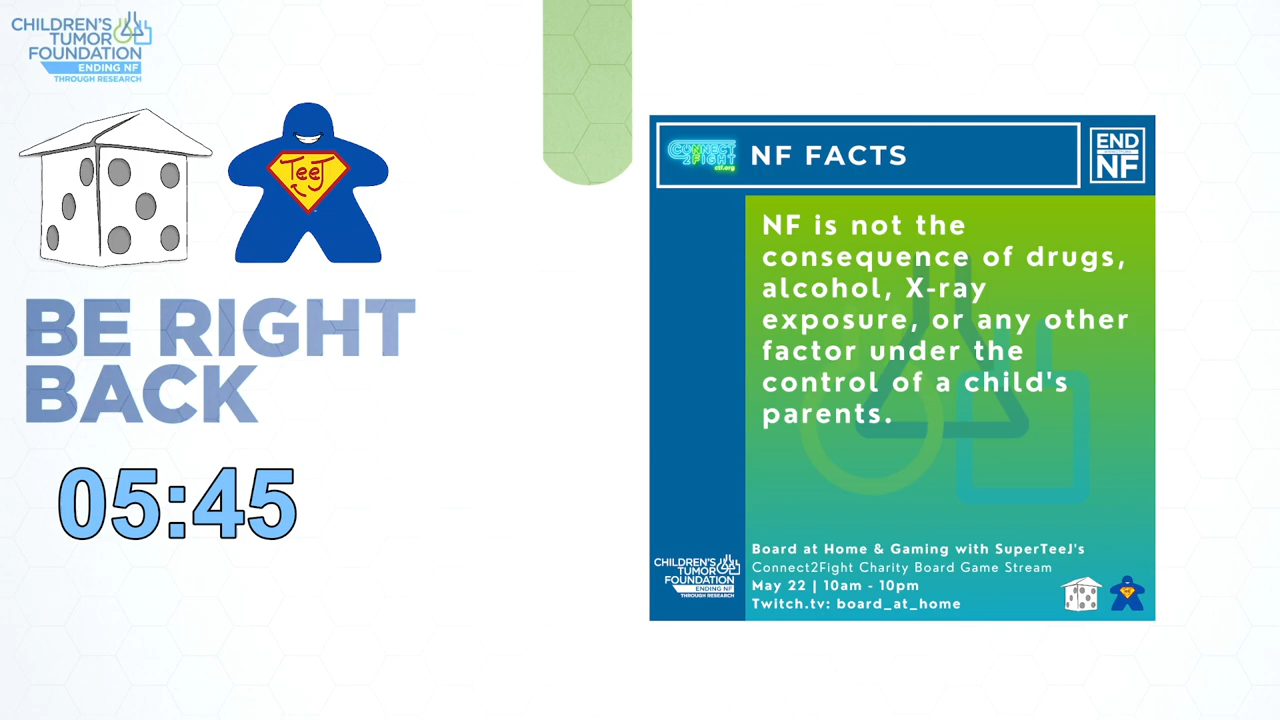 CHILDREN'S
TUMOR
FOUNDATION
ENDING NF
THROUGH RESEARCH
TeeJ
BE RIGHT
BACK
05:45
CONNECT
2FIGHT
c2f.org
NF FACTS
END
NF
NF is not the
consequence of drugs,
alcohol, X-ray
exposure, or any other
factor under the
control of a child's
parents.
CHILDREN'S
TUMOR
FOUNDATION
ENDING NF
THROUGH RESEARCH
Board at Home & Gaming with SuperTeeJ's
Connect2Fight Charity Board Game Stream
May 22 | 10am - 10pm
Twitch.tv: board_at_home